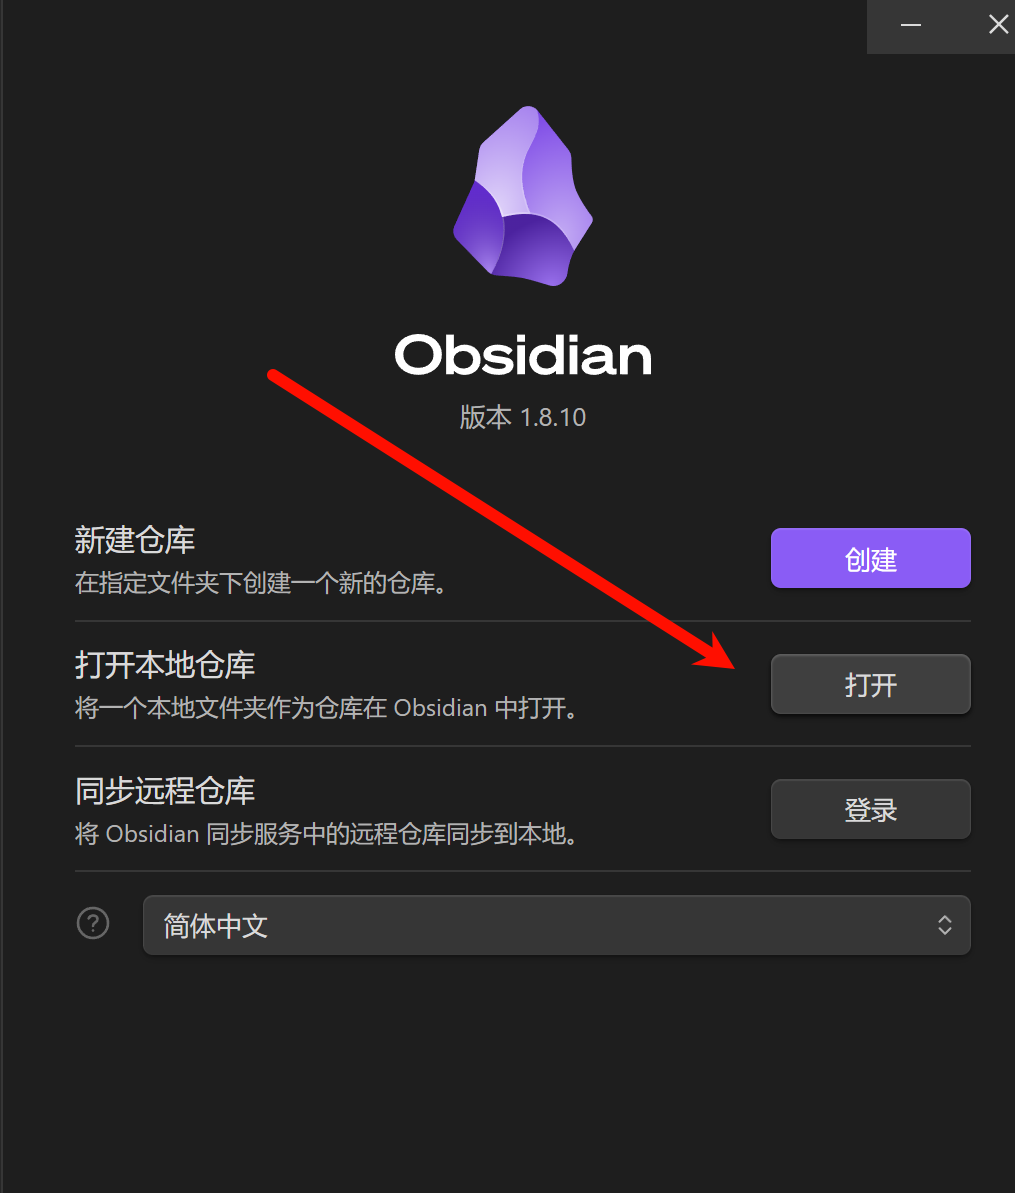 Obsidian
版本 1.8.10
新建仓库
在指定文件夹下创建一个新的仓库。
创建
打开本地仓库
将一个本地文件夹作为仓库在 Obsidian 中打开。
打开
同步远程仓库
将 Obsidian 同步服务中的远程仓库同步到本地。
登录
?
简体中文